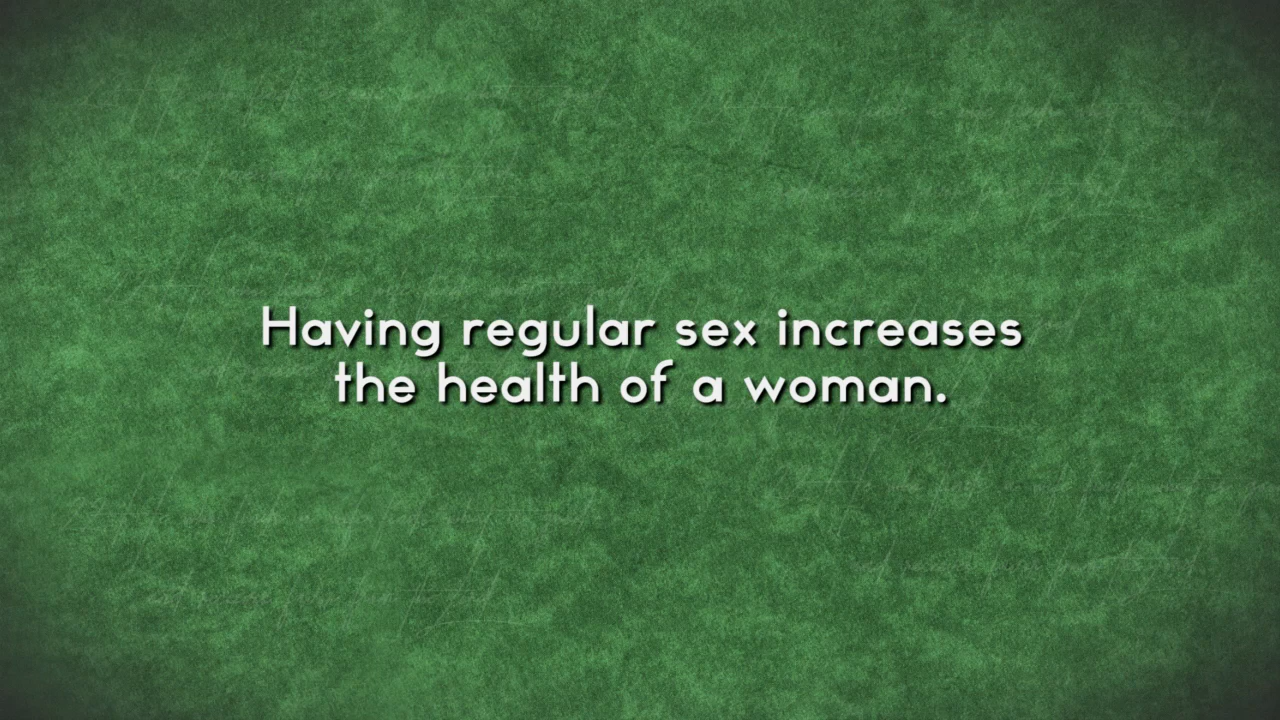 Having regular sex increases
the health of a woman.